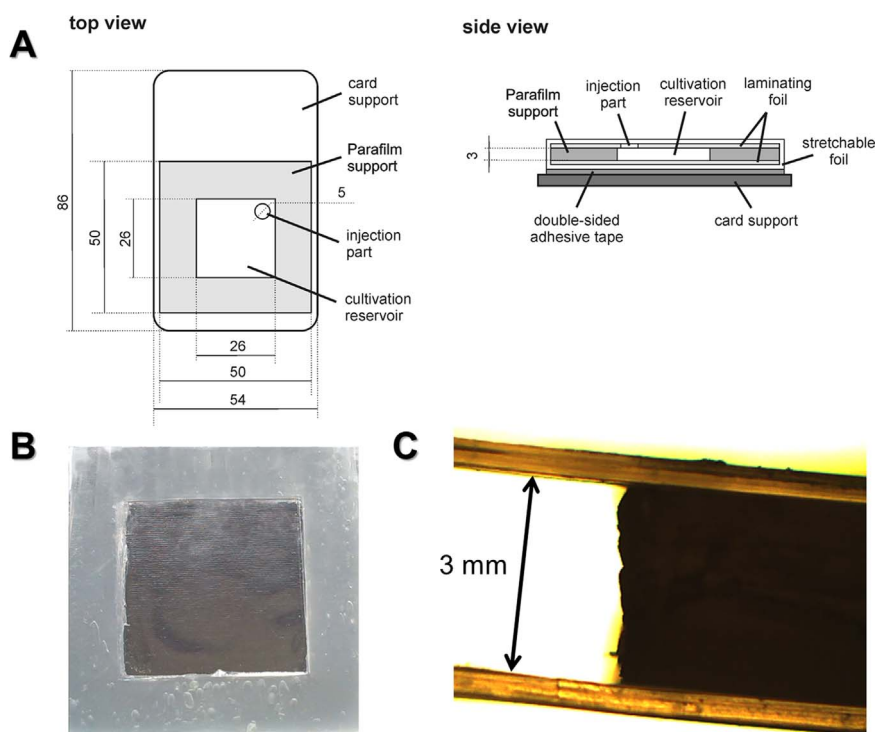 A
top view
side view
card
support
Parafilm
support
5
injection
part
cultivation
reservoir
86
50
26
26
50
54
Parafilm
support
injection
part
cultivation
reservoir
laminating
foil
stretchable
foil
3
double-sided
adhesive tape
card support
B
C
3 mm